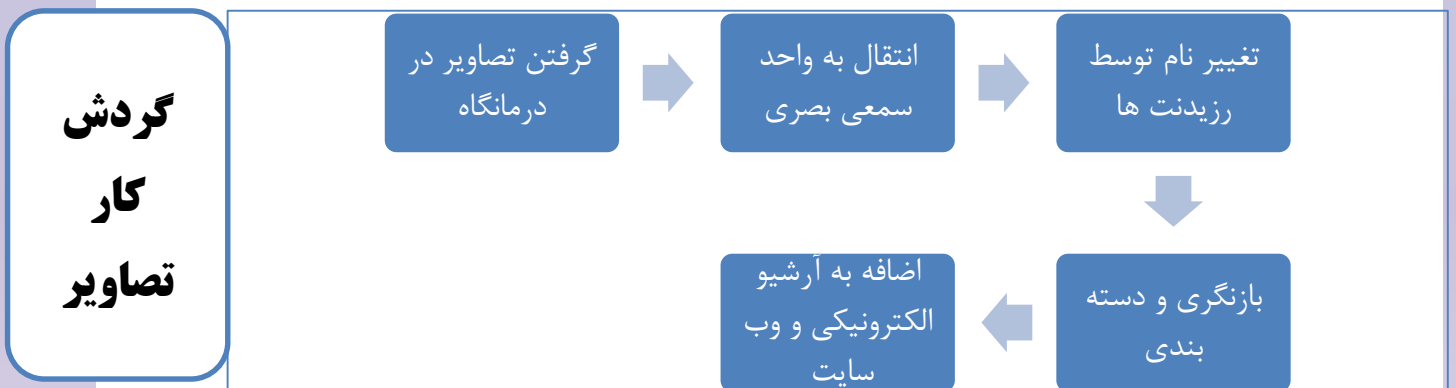 گردش
کار
تصاویر
گرفتن تصاویر در
درمانگاه
انتقال به واحد
سمعی بصری
تغییر نام توسط
رزیدنت ها
بازنگری و دسته
بندی
اضافه به آرشیو
الکترونیکی و وب
سایت